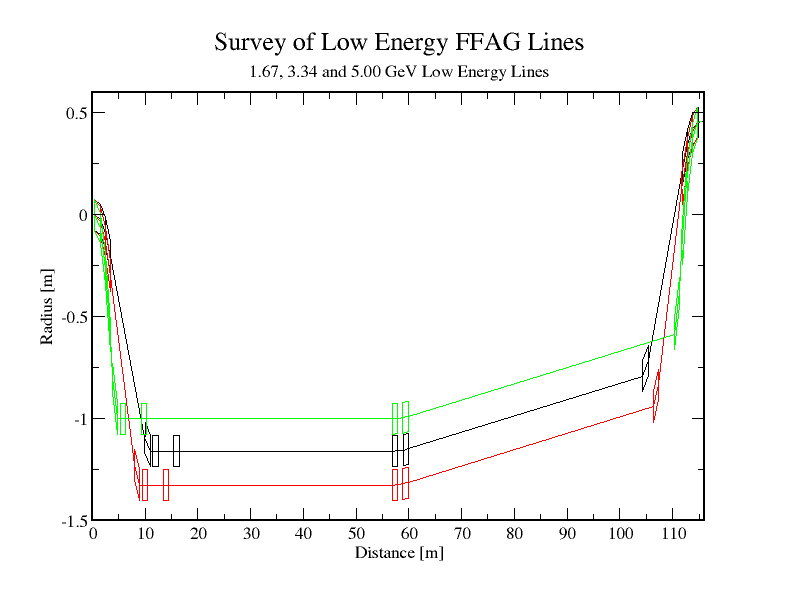 Survey of Low Energy FFAG Lines
1.67, 3.34 and 5.00 GeV Low Energy Lines
0.5
0
-0.5
-1
-1.5
Radius [m]
0 10 20 30 40 50 60 70 80 90 100 110
Distance [m]